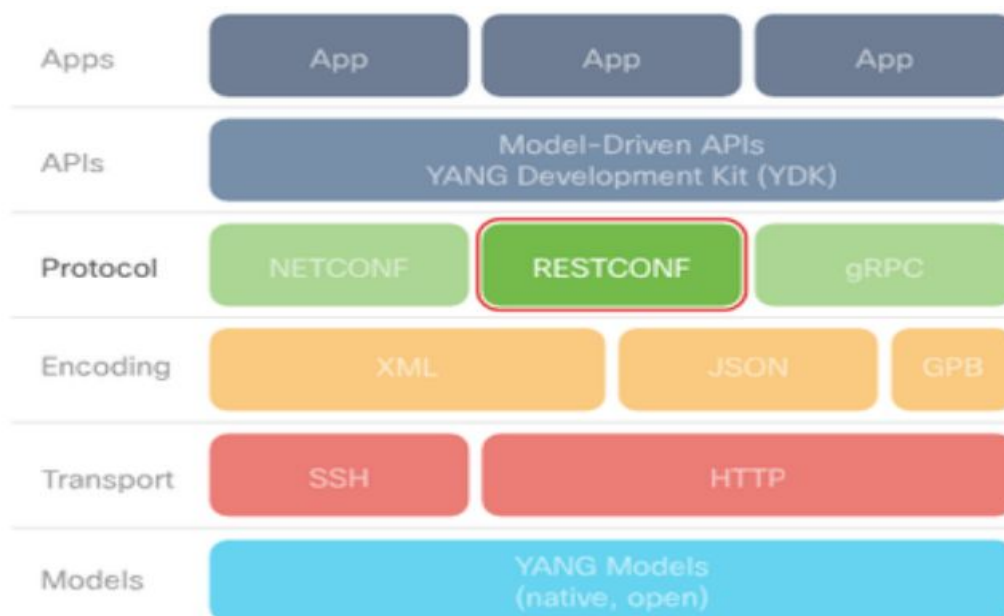 Apps
App
App
App
APIs
Model-Driven APIs
YANG Development Kit (YDK)
Protocol
NETCONF
RESTCONF
gRPC
Encoding
XML
JSON
GPB
Transport
SSH
HTTP
Models
YANG Models
(native, open)